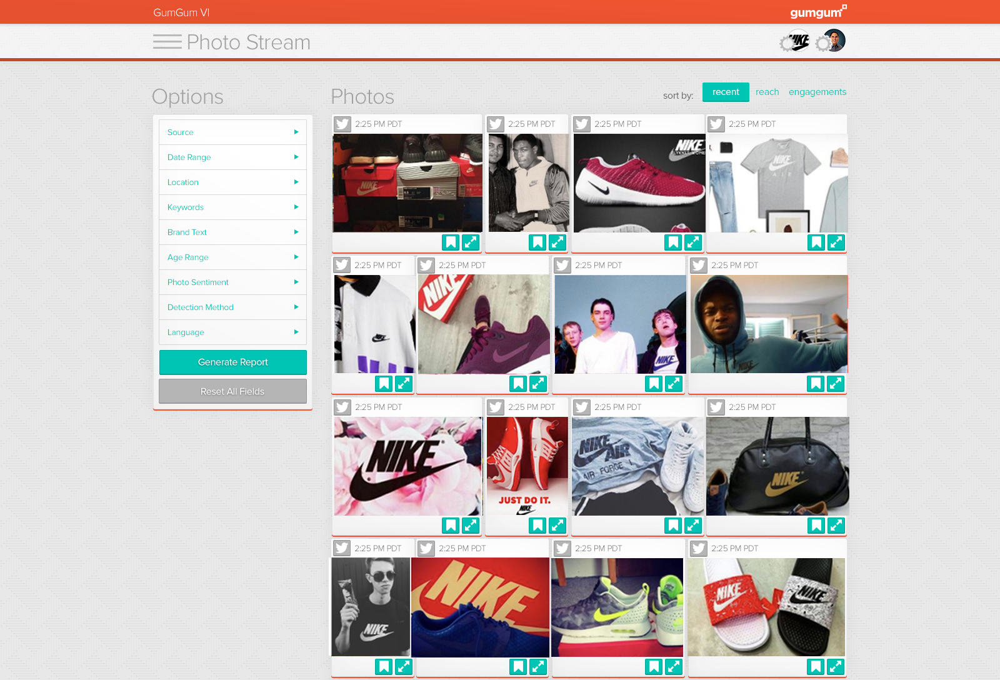 GumGum VI
gumgum
Photo Stream
NIKE
Options
Photos
sort by:
recent
reach
engagements
Source
Date Range
Location
Keywords
Brand Text
Age Range
Photo Sentiment
Detection Method
Language
Generate Report
Reset All Fields
2:25 PM PDT
2:25 PM PDT
2:25 PM PDT
2:25 PM PDT
NIKE
NIKE
NIKE
AIR
2:25 PM PDT
2:25 PM PDT
2:25 PM PDT
2:25 PM PDT
NIKE
NIKE
NIKE
2:25 PM PDT
2:25 PM PDT
2:25 PM PDT
2:25 PM PDT
NIKE
JUST DO IT.
NIKE
NIKE
AIR
AIR FORCE 1
NIKE
2:25 PM PDT
2:25 PM PDT
2:25 PM PDT
2:25 PM PDT
NIKE
NIKE
NIKE
NIKE